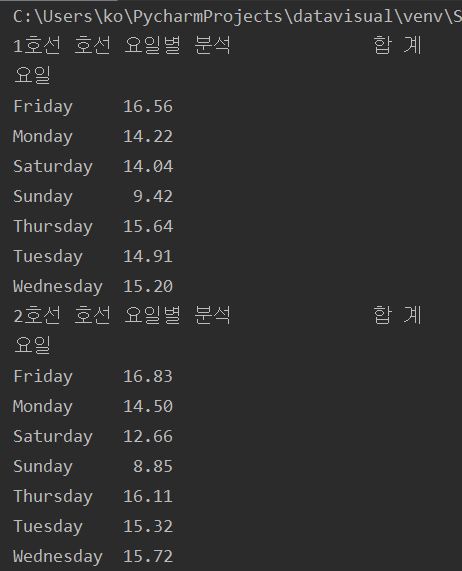 C:\Users\ko\PycharmProjects\datavisual\venv\S
1호선 호선 요일별 분석 합 계
요일
Friday 16.56
Monday 14.22
Saturday 14.04
Sunday 9.42
Thursday 15.64
Tuesday 14.91
Wednesday 15.20
2호선 호선 요일별 분석 합 계
요일
Friday 16.83
Monday 14.50
Saturday 12.66
Sunday 8.85
Thursday 16.11
Tuesday 15.32
Wednesday 15.72